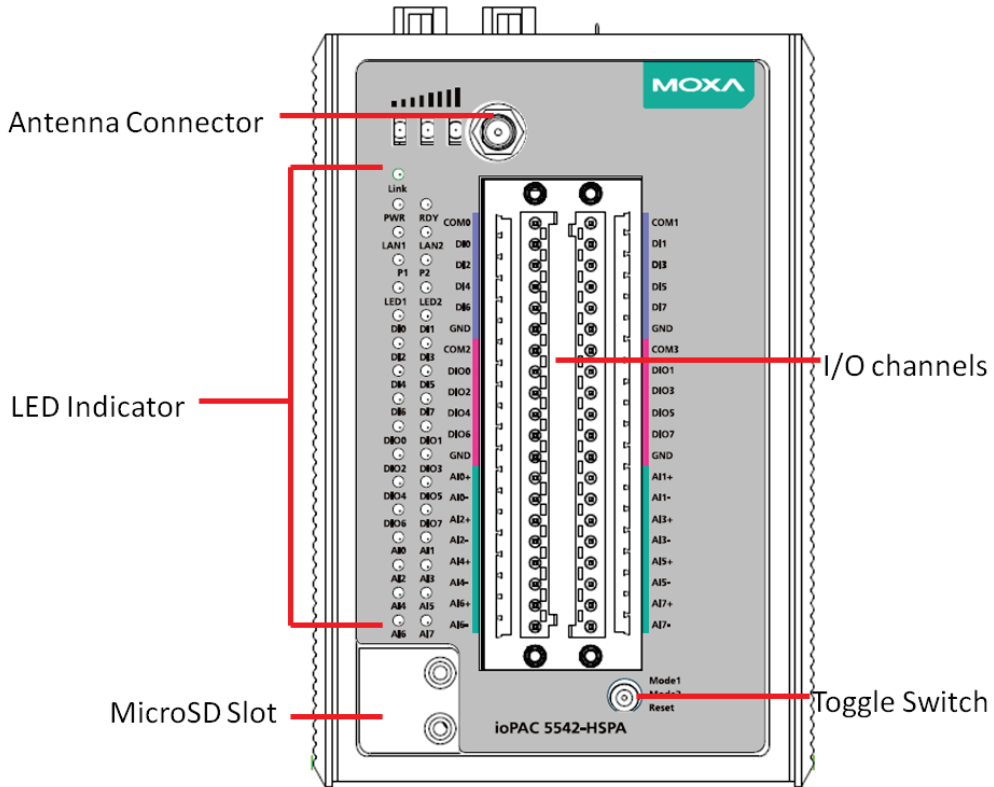 MOXA
Antenna Connector
Link
PWR RDY
LAN1 LAN2
P1 P2
LED1 LED2
DI0 DI1
DI2 DI3
DI4 DI5
DI6 DI7
DIO0 DIO1
DIO2 DIO3
DIO4 DIO5
DIO6 DIO7
AI0 AI1
AI2 AI3
AI4 AI5
AI6 AI7
LED Indicator
COM0
DI0
DI2
DI4
DI6
GND
COM2
DIO0
DIO2
DIO4
DIO6
GND
AI0+
AI0-
AI2+
AI2-
AI4+
AI4-
AI6+
AI6-
COM1
DI1
DI3
DI5
DI7
GND
COM3
DIO1
DIO3
DIO5
DIO7
GND
AI1+
AI1-
AI3+
AI3-
AI5+
AI5-
AI7+
AI7-
I/O channels
MicroSD Slot
Mode1
Reset
Toggle Switch
ioPAC 5542-HSPA